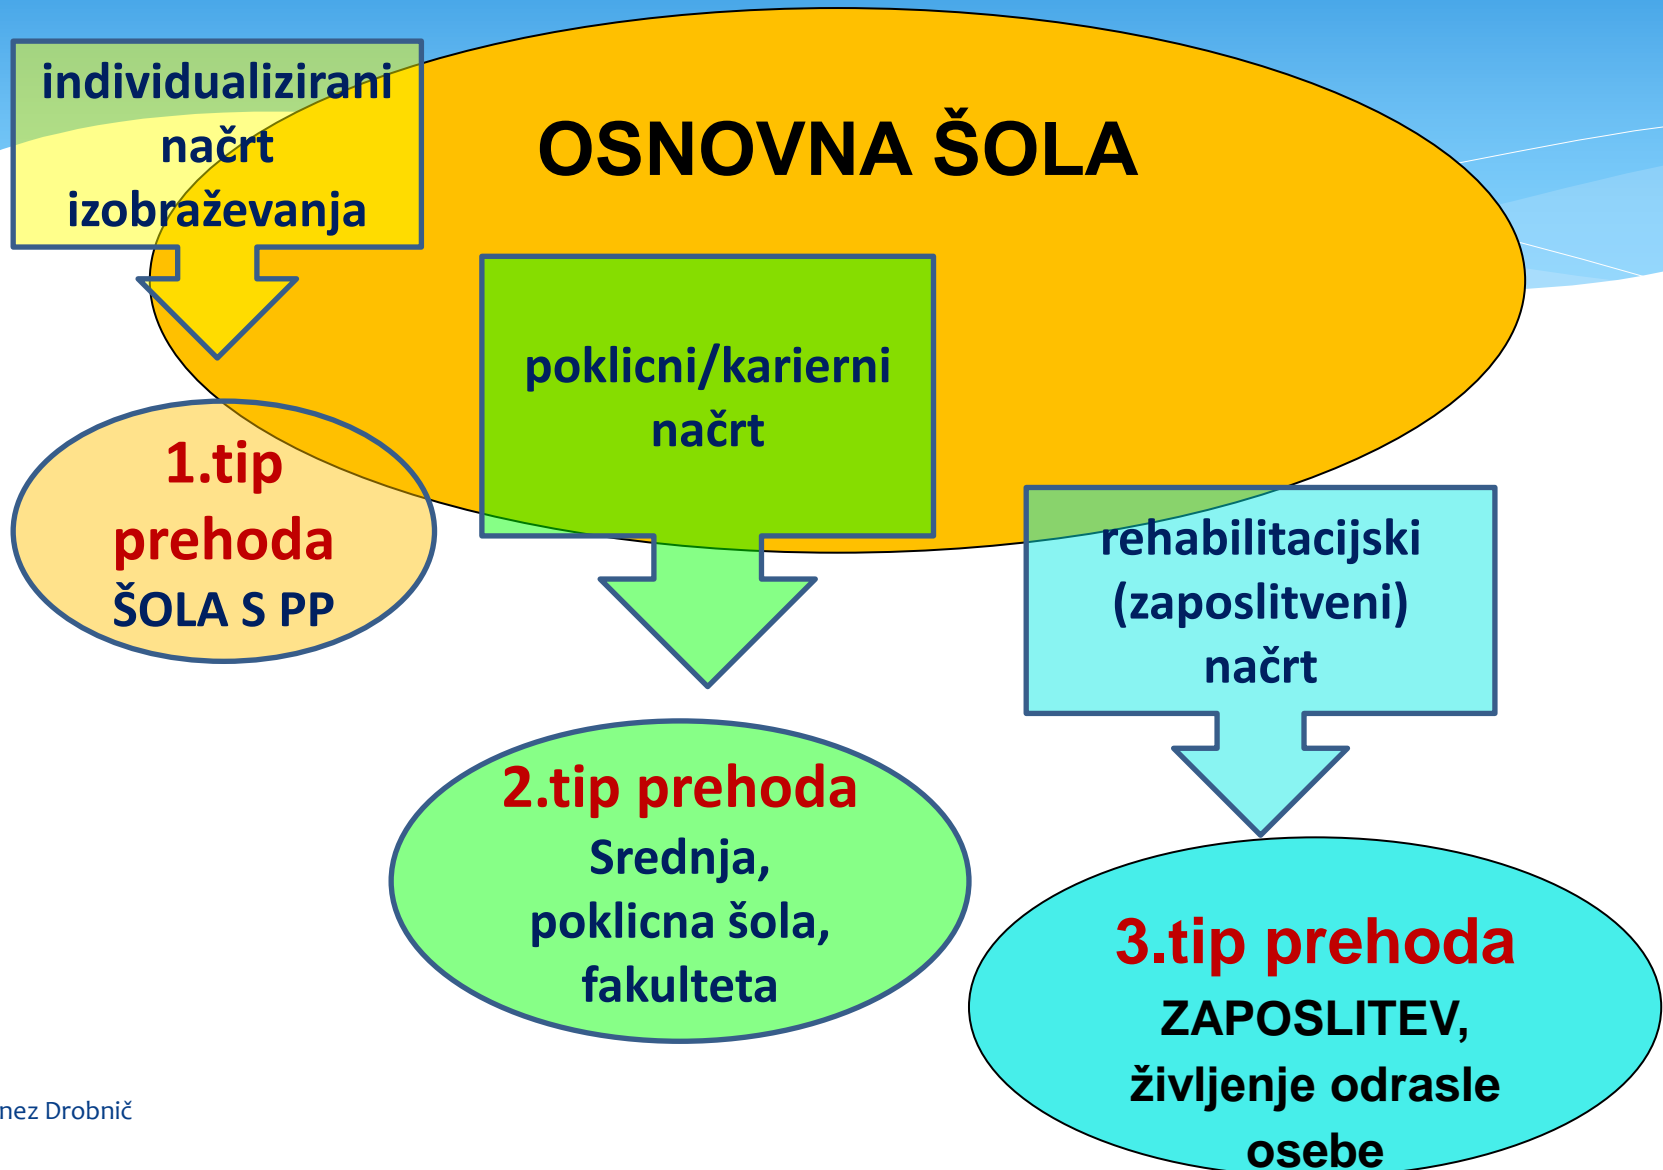 individualizirani
načrt
izobraževanja
OSNOVNA ŠOLA
poklicni/karierni
načrt
1.tip
prehoda
ŠOLA S PP
rehabilitacijski
(zaposlitveni)
načrt
2.tip prehoda
Srednja,
poklicna šola,
fakulteta
3.tip prehoda
ZAPOSLITEV,
življenje odrasle
osebe
nez Drobnič